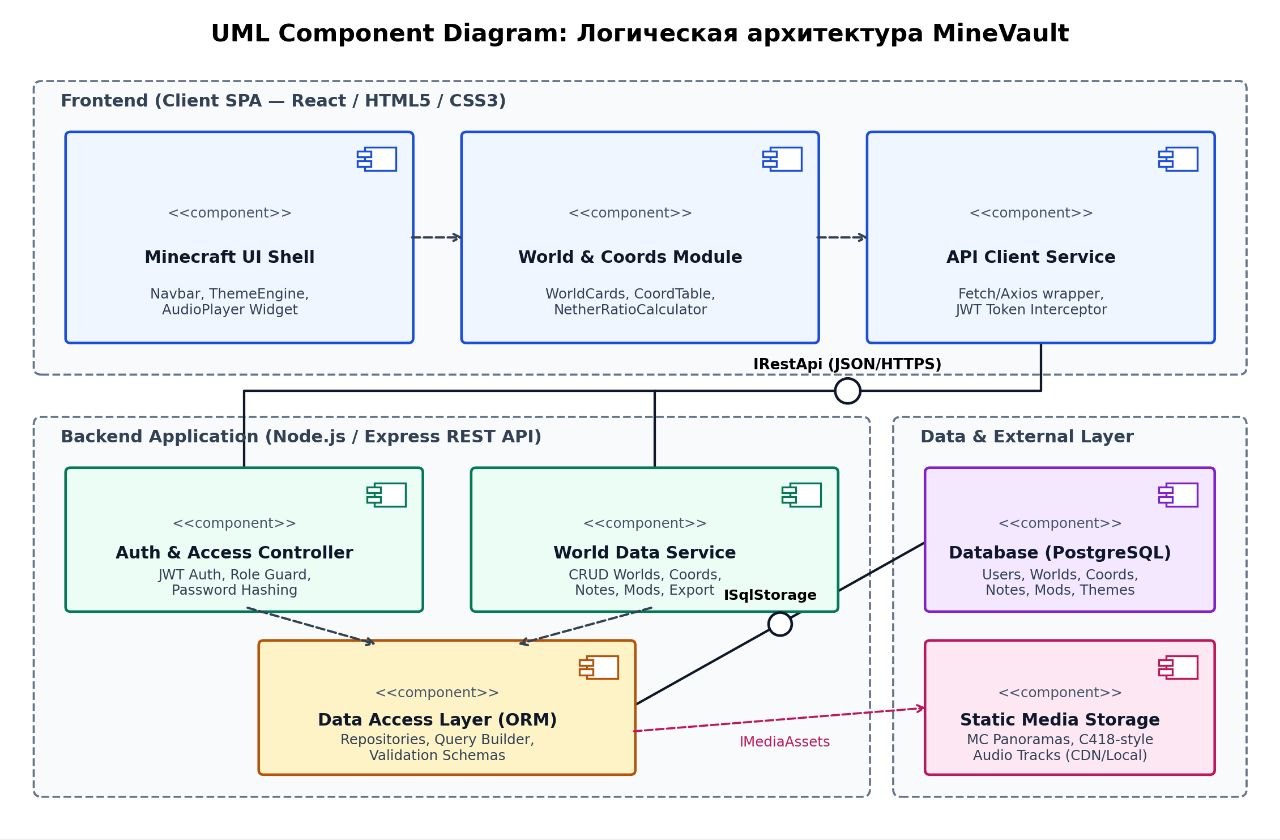 UML Component Diagram: Логическая архитектура MineVault
Frontend (Client SPA — React / HTML5 / CSS3)
<<component>>
Minecraft UI Shell
Navbar, ThemeEngine,
AudioPlayer Widget
<<component>>
World & Coords Module
WorldCards, CoordTable,
NetherRatioCalculator
<<component>>
API Client Service
Fetch/Axios wrapper,
JWT Token Interceptor
IRestApi (JSON/HTTPS)
Backend Application (Node.js / Express REST API)
<<component>>
Auth & Access Controller
JWT Auth, Role Guard,
Password Hashing
<<component>>
World Data Service
CRUD Worlds, Coords,
Notes, Mods, Export
ISqlStorage
<<component>>
Data Access Layer (ORM)
Repositories, Query Builder,
Validation Schemas
IMediaAssets
Data & External Layer
<<component>>
Database (PostgreSQL)
Users, Worlds, Coords,
Notes, Mods, Themes
<<component>>
Static Media Storage
MC Panoramas, C418-style
Audio Tracks (CDN/Local)